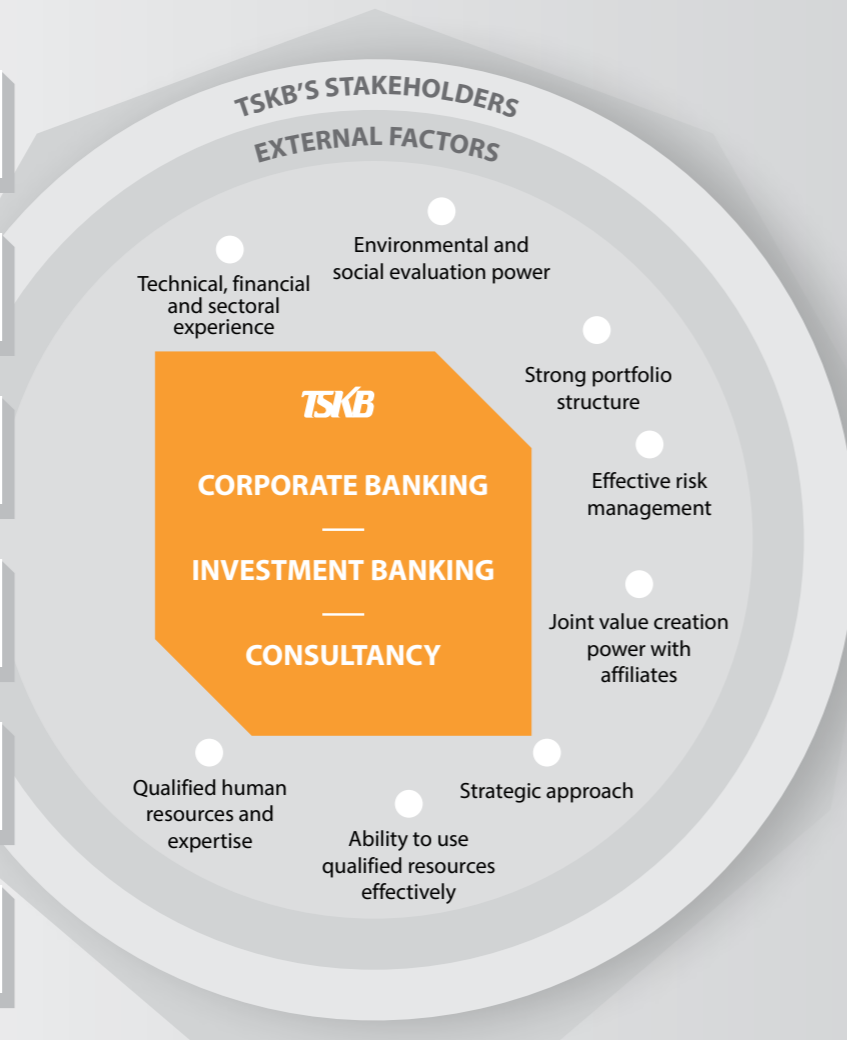 TSKB'S STAKEHOLDERS
EXTERNAL FACTORS
Environmental and
social evaluation power
Technical, financial
and sectoral
experience
Strong portfolio
structure
TSKB
CORPORATE BANKING
INVESTMENT BANKING
CONSULTANCY
Effective risk
management
Joint value creation
power with
affiliates
Strategic approach
Qualified human
resources and
expertise
Ability to use
qualified resources
effectively